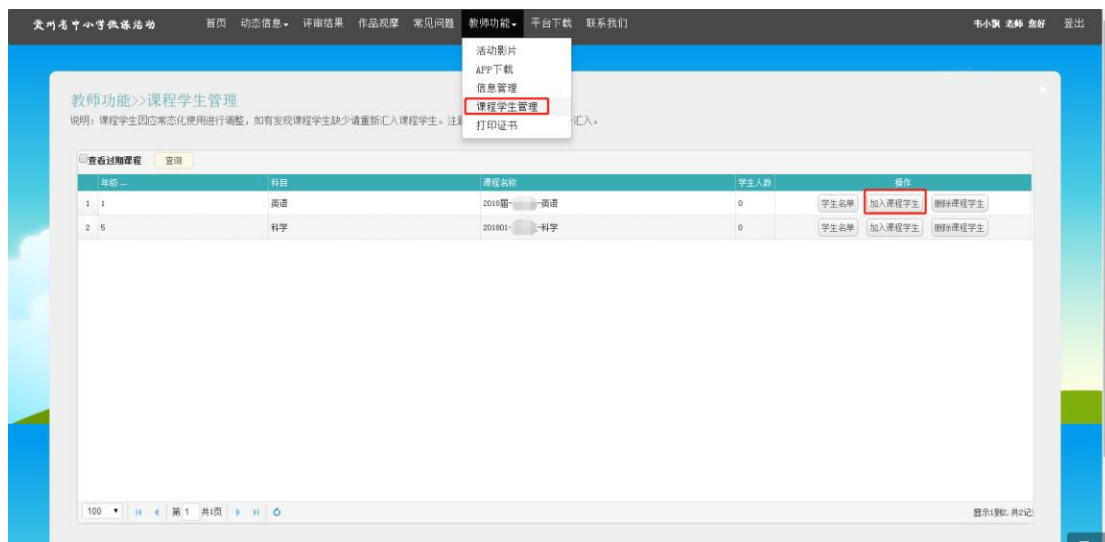 贵州省中小学微课活动 首页 动态信息 评审结果 作品观摩 常见问题 教师功能 平台下载 联系我们 韦小飘 老师 您好 登出
活动影片
APP下载
信息管理
课程学生管理
打印证书
教师功能>>课程学生管理
说明：课程学生因应常态化使用进行调整，如有发现课程学生缺少请重新汇入课程学生。注 汇入。
查看过期课程 查询
年级 科目 课程名称 学生人数 操作
1 1 英语 2018届- -英语 0 学生名单 加入课程学生 删除课程学生
2 5 科学 201801- -科学 0 学生名单 加入课程学生 删除课程学生
100 第 1 共1页 显示1到2,共2记